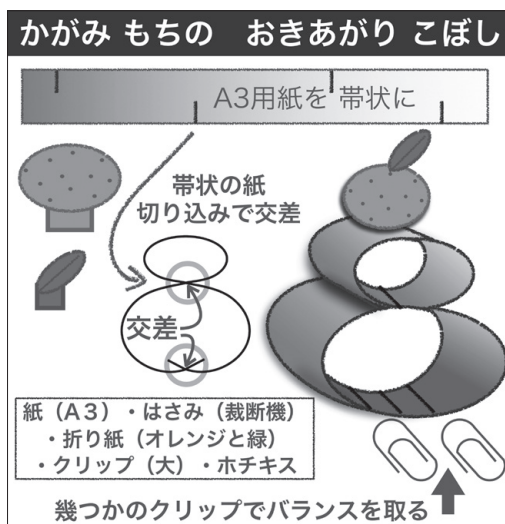 かがみ もちの おきあがり こぼし
A3用紙を 帯状に
帯状の紙
切り込みで交差
交差
紙（A３）・はさみ（裁断機）
・折り紙（オレンジと緑）
・クリップ（大）・ホチキス
幾つかのクリップでバランスを取る